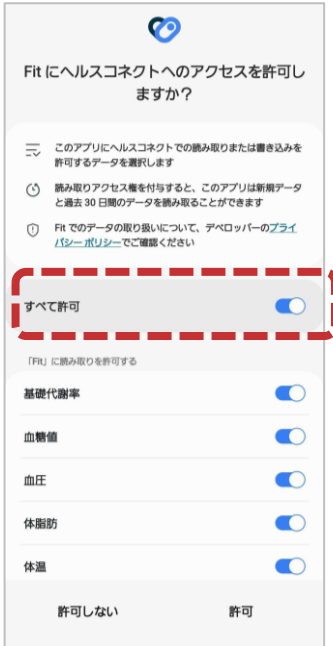 Fit にヘルスコネクトへのアクセスを許可し
ますか？
このアプリにヘルスコネクトでの読み取りまたは書き込みを
許可するデータを選択します
読み取りアクセス権を付与すると、このアプリは新規データ
と過去 30 日間のデータを読み取ることができます
Fit でのデータの取り扱いについて、デベロッパーのプライ
バシー ポリシーでご確認ください
すべて許可
「Fit」に読み取りを許可する
基礎代謝率
血糖値
血圧
体脂肪
体温
許可しない
許可